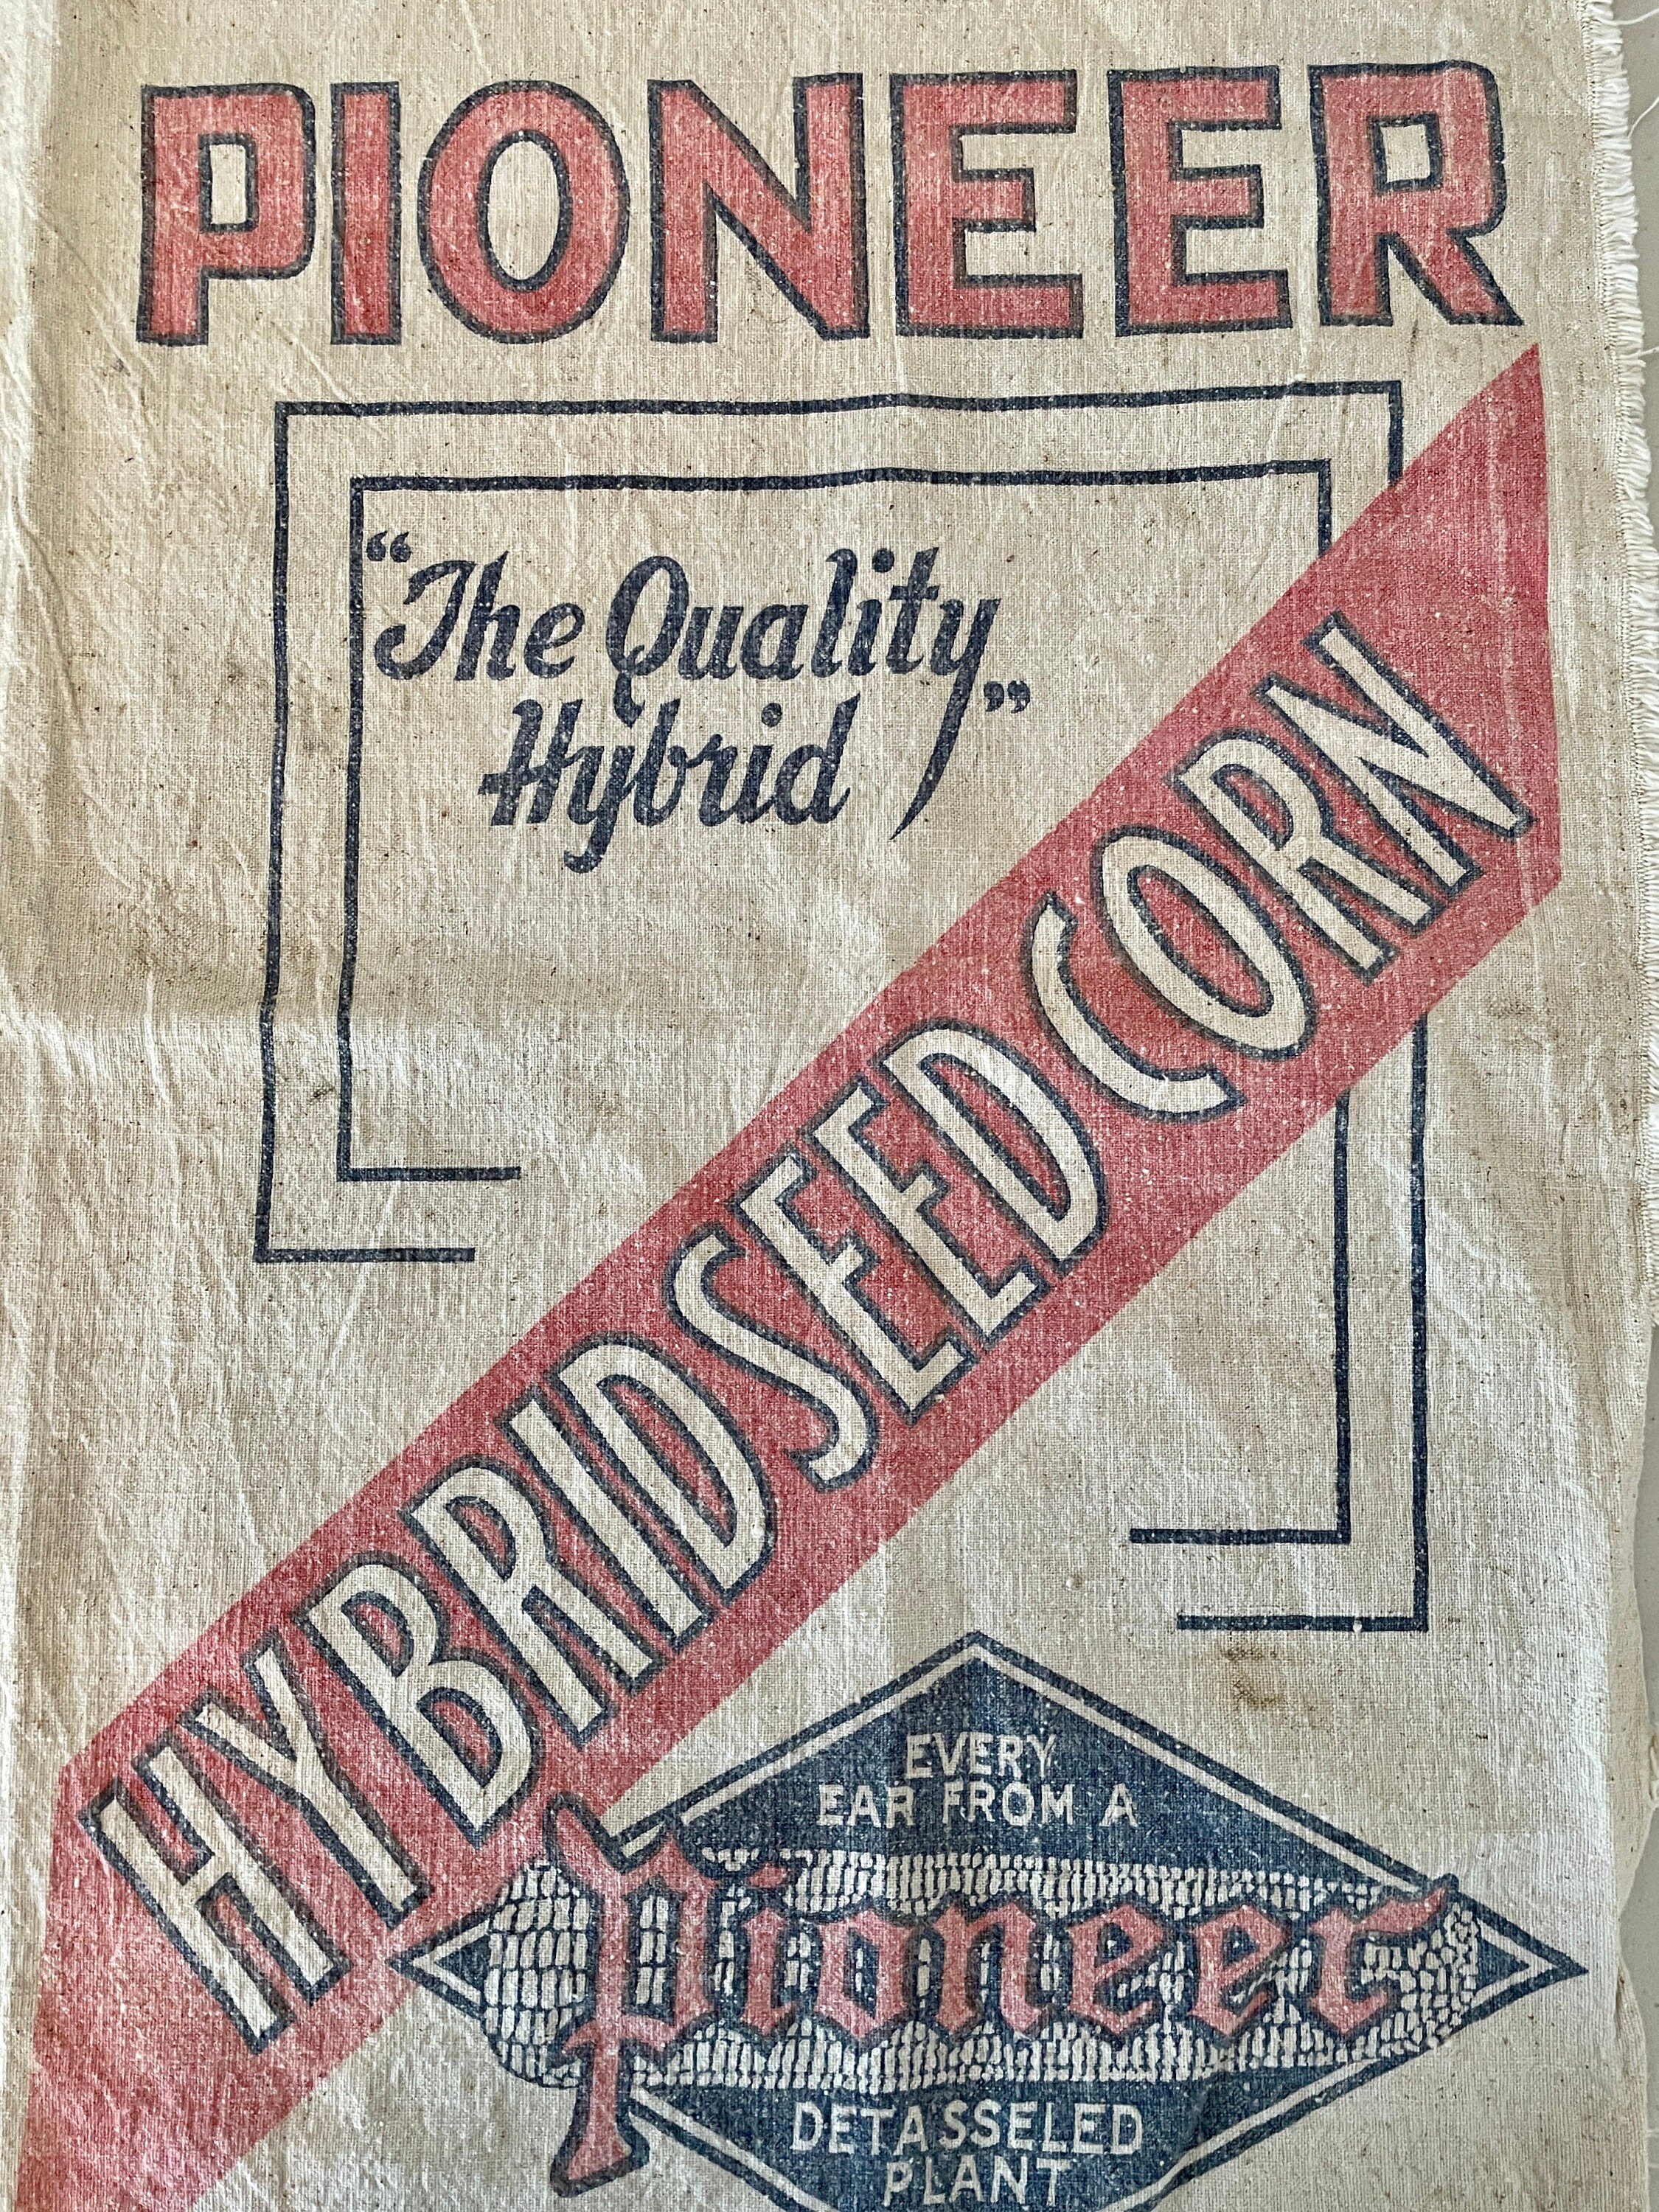 PIONEER
“The Quality
Hybrid”
HYBRID SEED CORN
EVERY
EAR FROM A
Pioneer
DETASSELED
PLANT